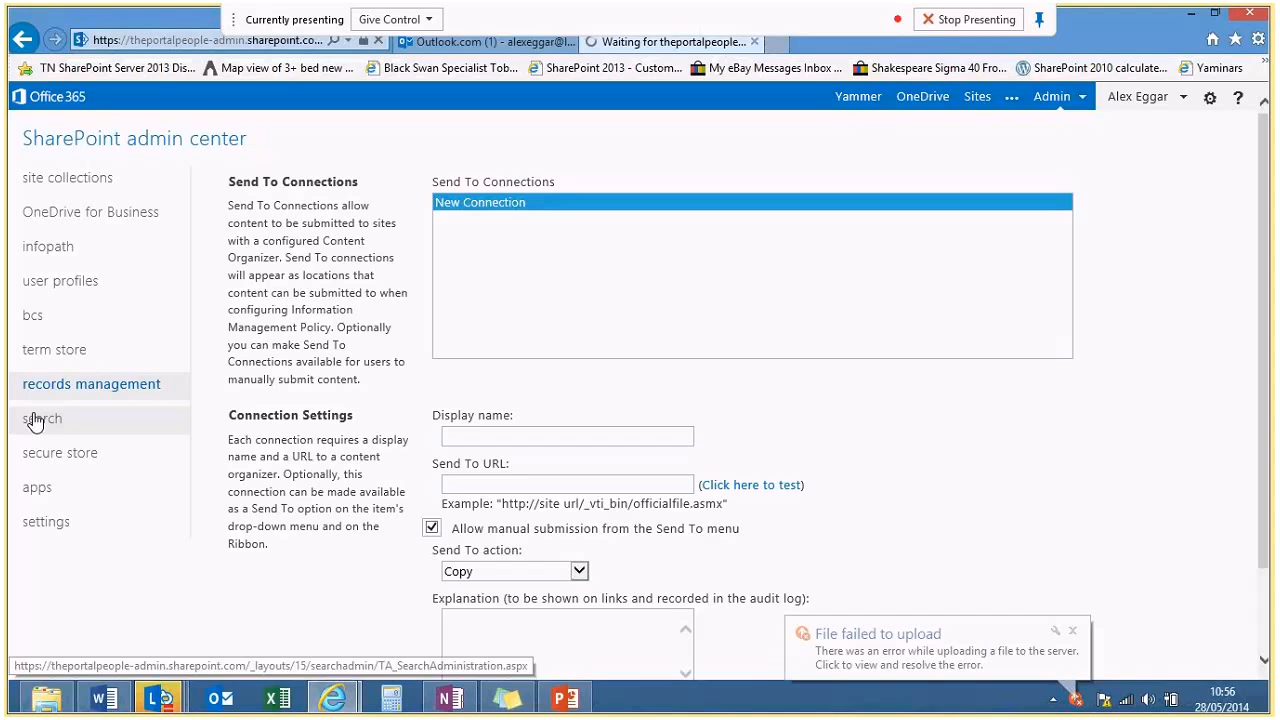 Currently presenting
Give Control
Stop Presenting
https://theportalpeople-admin.sharepoint.co...
Outlook.com (1) - alexeggar@l...
Waiting for theportalpeople...
TN SharePoint Server 2013 Dis...
Map view of 3+ bed new ...
Black Swan Specialist Tob...
SharePoint 2013 - Custom...
My eBay Messages Inbox ...
Shakespeare Sigma 40 Fro...
SharePoint 2010 calculate...
Yaminars
Office 365
Yammer
OneDrive
Sites
...
Admin
Alex Eggar
?
SharePoint admin center
site collections
OneDrive for Business
infopath
user profiles
bcs
term store
records management
search
secure store
apps
settings
Send To Connections
Send To Connections allow
content to be submitted to sites
with a configured Content
Organizer. Send To connections
will appear as locations that
content can be submitted to when
configuring Information
Management Policy. Optionally
you can make Send To
Connections available for users to
manually submit content.
Send To Connections
New Connection
Connection Settings
Each connection requires a display
name and a URL to a content
organizer. Optionally, this
connection can be made available
as a Send To option on the item's
drop-down menu and on the
Ribbon.
Display name:
Send To URL:
(Click here to test)
Example: "http://site url/_vti_bin/officialfile.asmx"
Allow manual submission from the Send To menu
Send To action:
Copy
Explanation (to be shown on links and recorded in the audit log):
File failed to upload
There was an error while uploading a file to the server.
Click to view and resolve the error.
https://theportalpeople-admin.sharepoint.com/_layouts/15/searchadmin/TA_SearchAdministration.aspx
10:56
28/05/2014